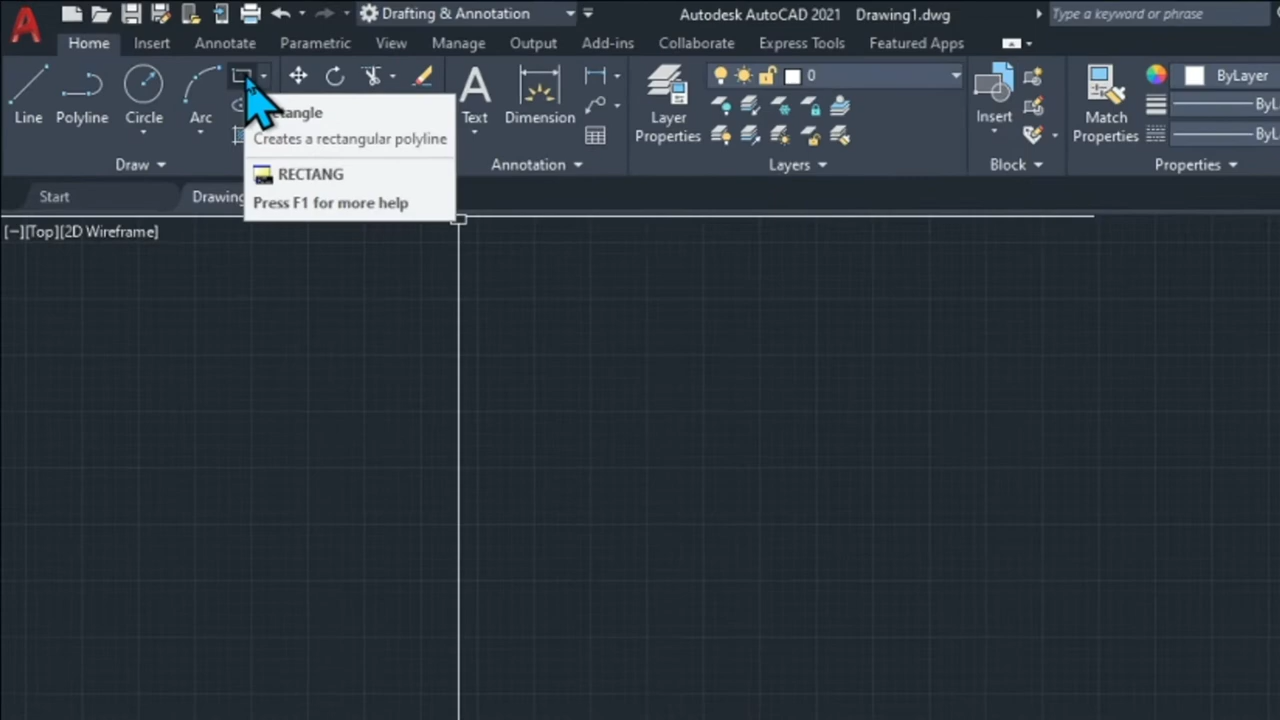 Drafting & Annotation
Autodesk AutoCAD 2021 Drawing1.dwg
Type a keyword or phrase
Home Insert Annotate Parametric View Manage Output Add-ins Collaborate Express Tools Featured Apps
0
ByLayer
Line Polyline Circle Arc
Text Dimension
Layer
Properties
Insert
Match
Properties
Draw
Annotation
Layers
Block
Properties
Creates a rectangular polyline
RECTANG
Press F1 for more help
Start
[−][Top][2D Wireframe]